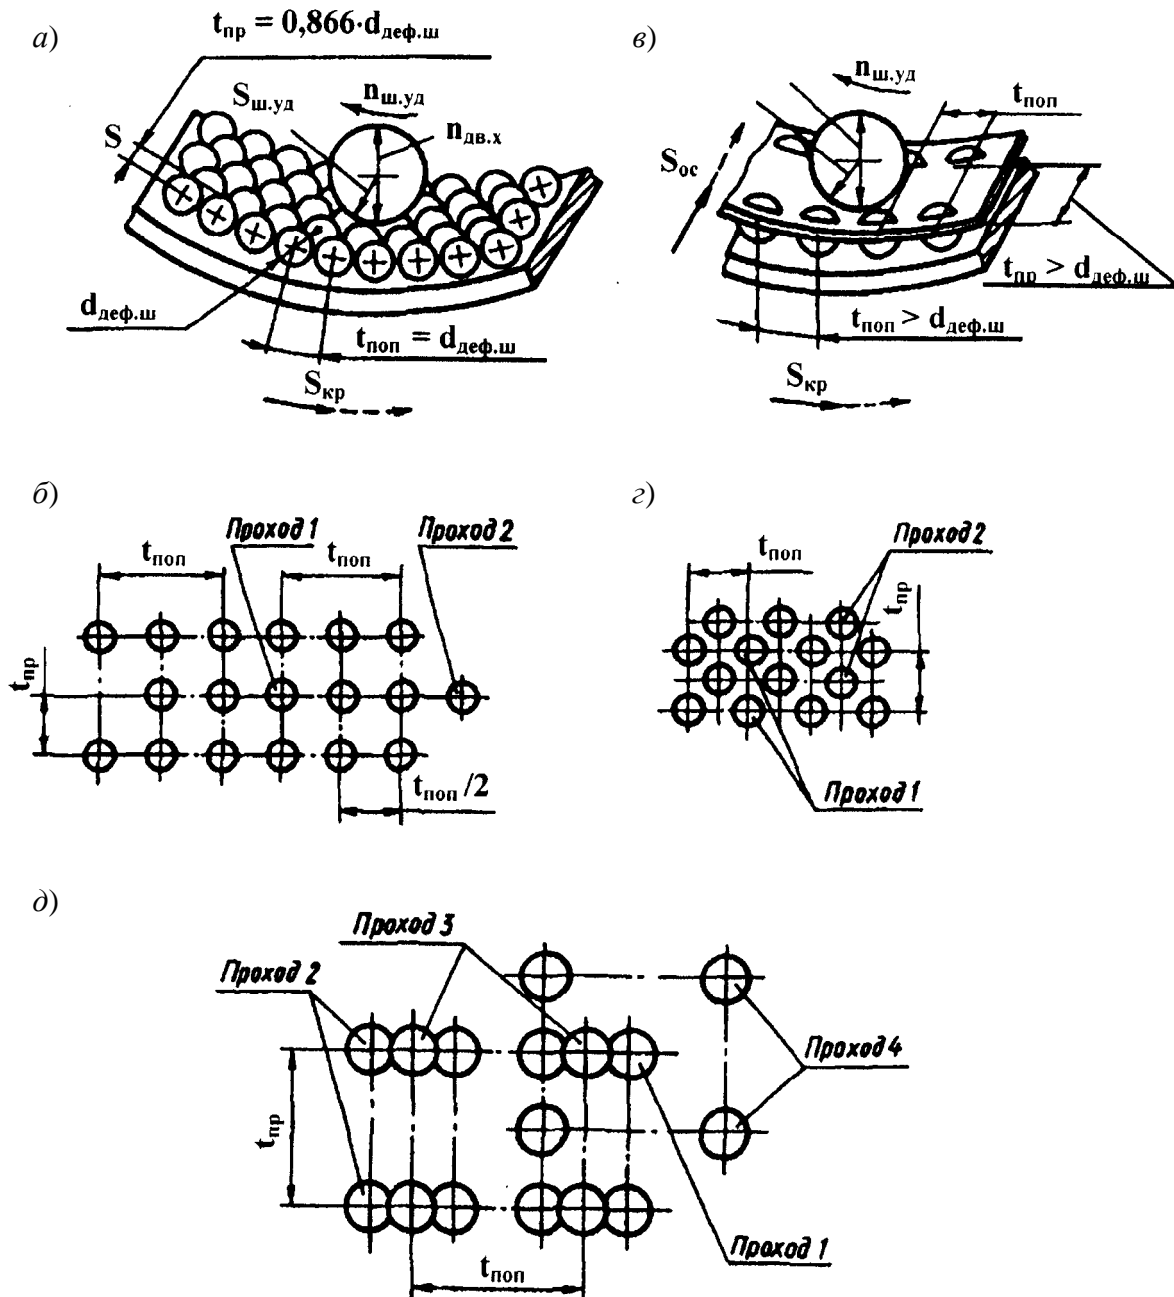 а)
t пр = 0,866·d деф.ш
S ш.уд
n ш.уд
n дв.х
S
d деф.ш
t поп = d деф.ш
S кр
в)
n ш.уд
t поп
S ос
t пр > d деф.ш
t поп > d деф.ш
S кр
б)
Проход 1
Проход 2
t поп
t поп
t пр
t поп /2
г)
Проход 2
t поп
t пр
Проход 1
д)
Проход 3
Проход 2
Проход 4
t пр
Проход 1
t поп